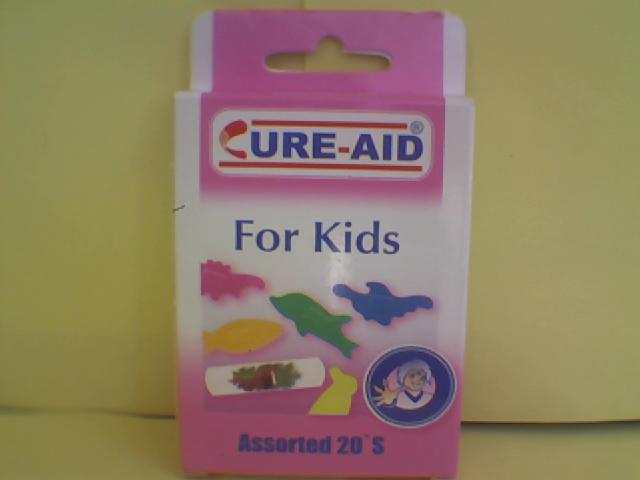 CURE-AID®
For Kids
Assorted 20`S